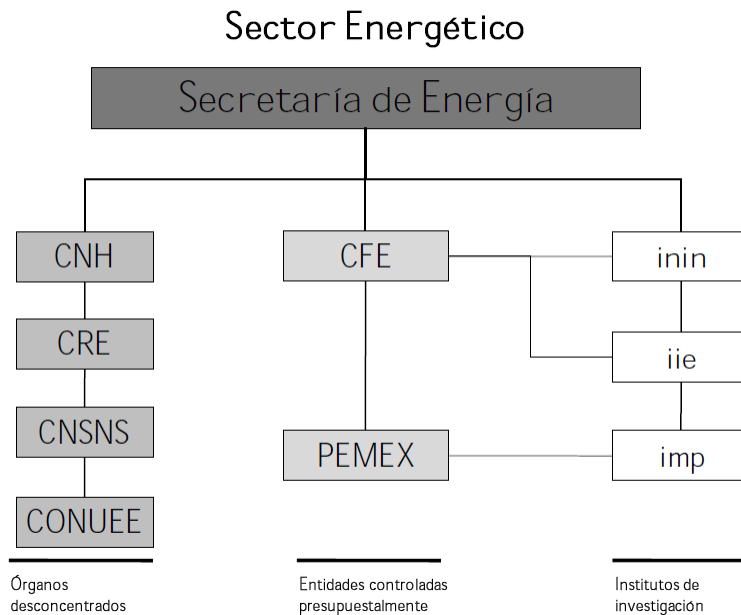 Sector Energético
Secretaría de Energía
CNH
CFE
inin
CRE
iie
CNSNS
PEMEX
imp
CONUEE
Órganos
desconcentrados
Entidades controladas
presupuestalmente
Institutos de
investigación